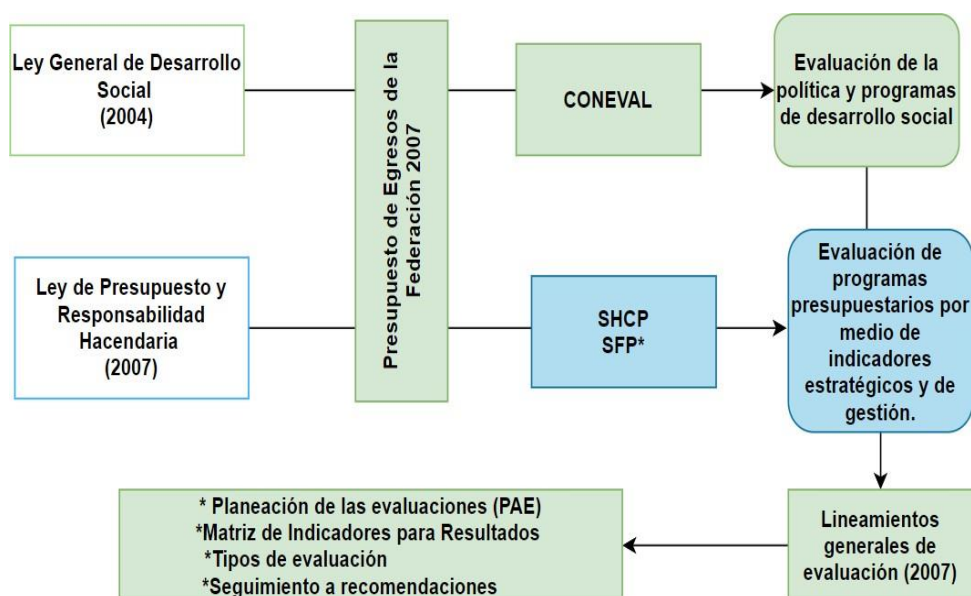 Ley General de Desarrollo
Social
(2004)
Presupuesto de Egresos de la
Federación 2007
CONEVAL
Evaluación de la
política y programas
de desarrollo social
Ley de Presupuesto y
Responsabilidad
Hacendaria
(2007)
SHCP
SFP*
Evaluación de
programas
presupuestarios por
medio de
indicadores
estratégicos y de
gestión.
* Planeación de las evaluaciones (PAE)
*Matriz de Indicadores para Resultados
*Tipos de evaluación
*Seguimiento a recomendaciones
Lineamientos
generales de
evaluación (2007)